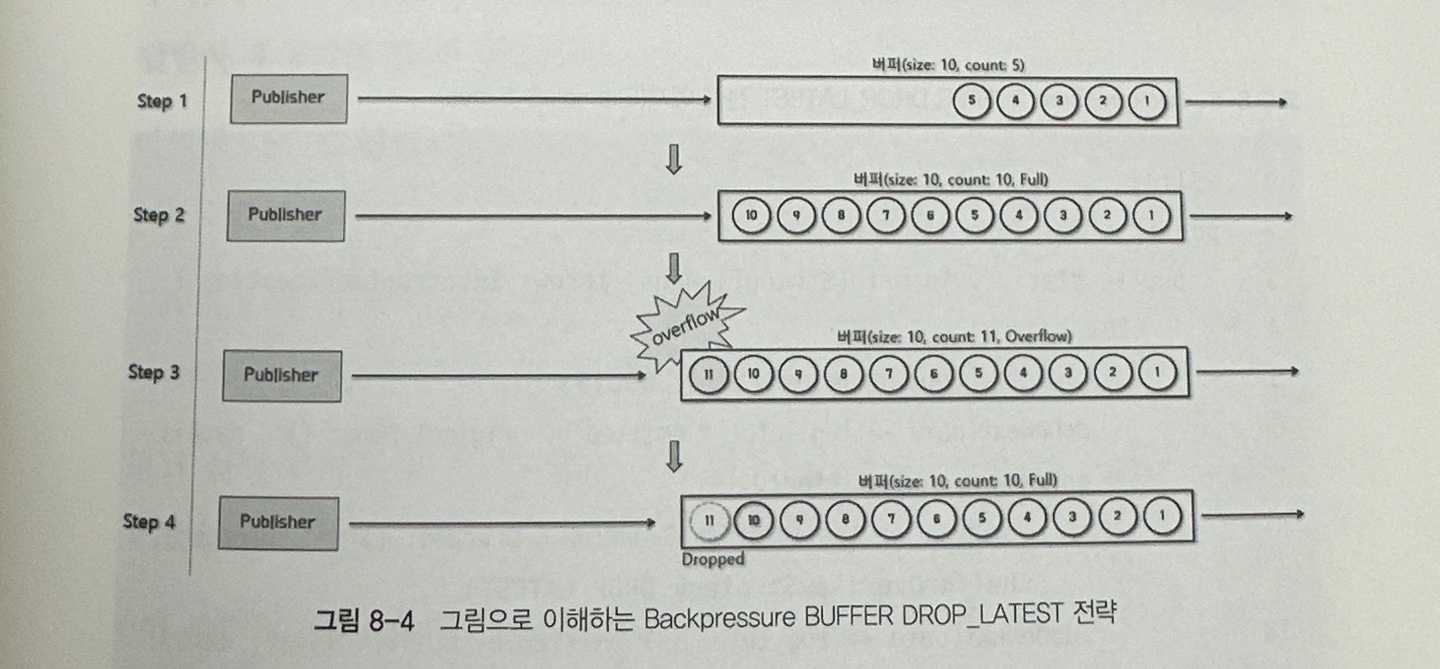 버퍼(size: 10, count: 5)
Step 1 Publisher 5 4 3 2 1
버퍼(size: 10, count: 10, Full)
Step 2 Publisher 10 9 8 7 6 5 4 3 2 1
overflow
버퍼(size: 10, count: 11, Overflow)
Step 3 Publisher 11 10 9 8 7 6 5 4 3 2 1
버퍼(size: 10, count: 10, Full)
Step 4 Publisher 11 10 9 8 7 6 5 4 3 2 1
Dropped
그림 8-4 그림으로 이해하는 Backpressure BUFFER DROP_LATEST 전략